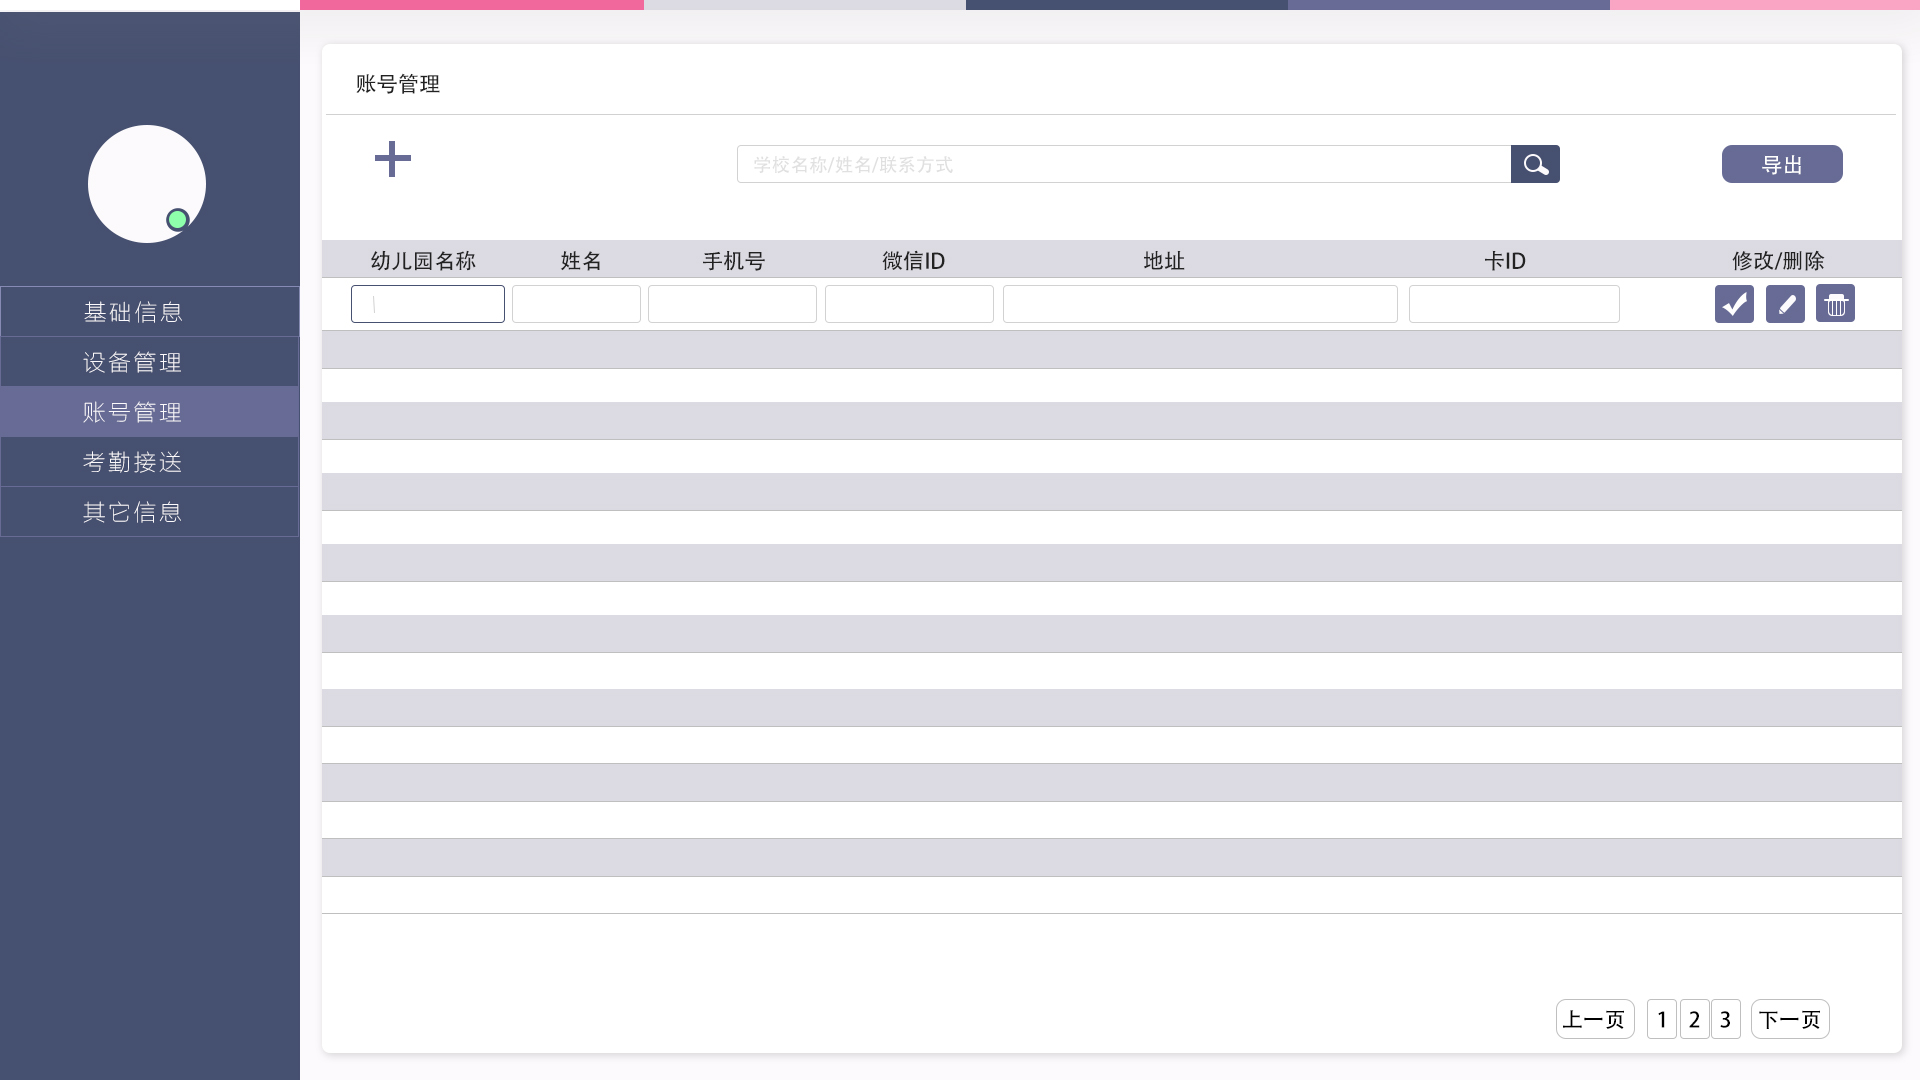 账号管理
学校名称/姓名/联系方式
导出
幼儿园名称 姓名 手机号 微信ID 地址 卡ID 修改/删除
基础信息
设备管理
账号管理
考勤接送
其它信息
上一页 1 2 3 下一页